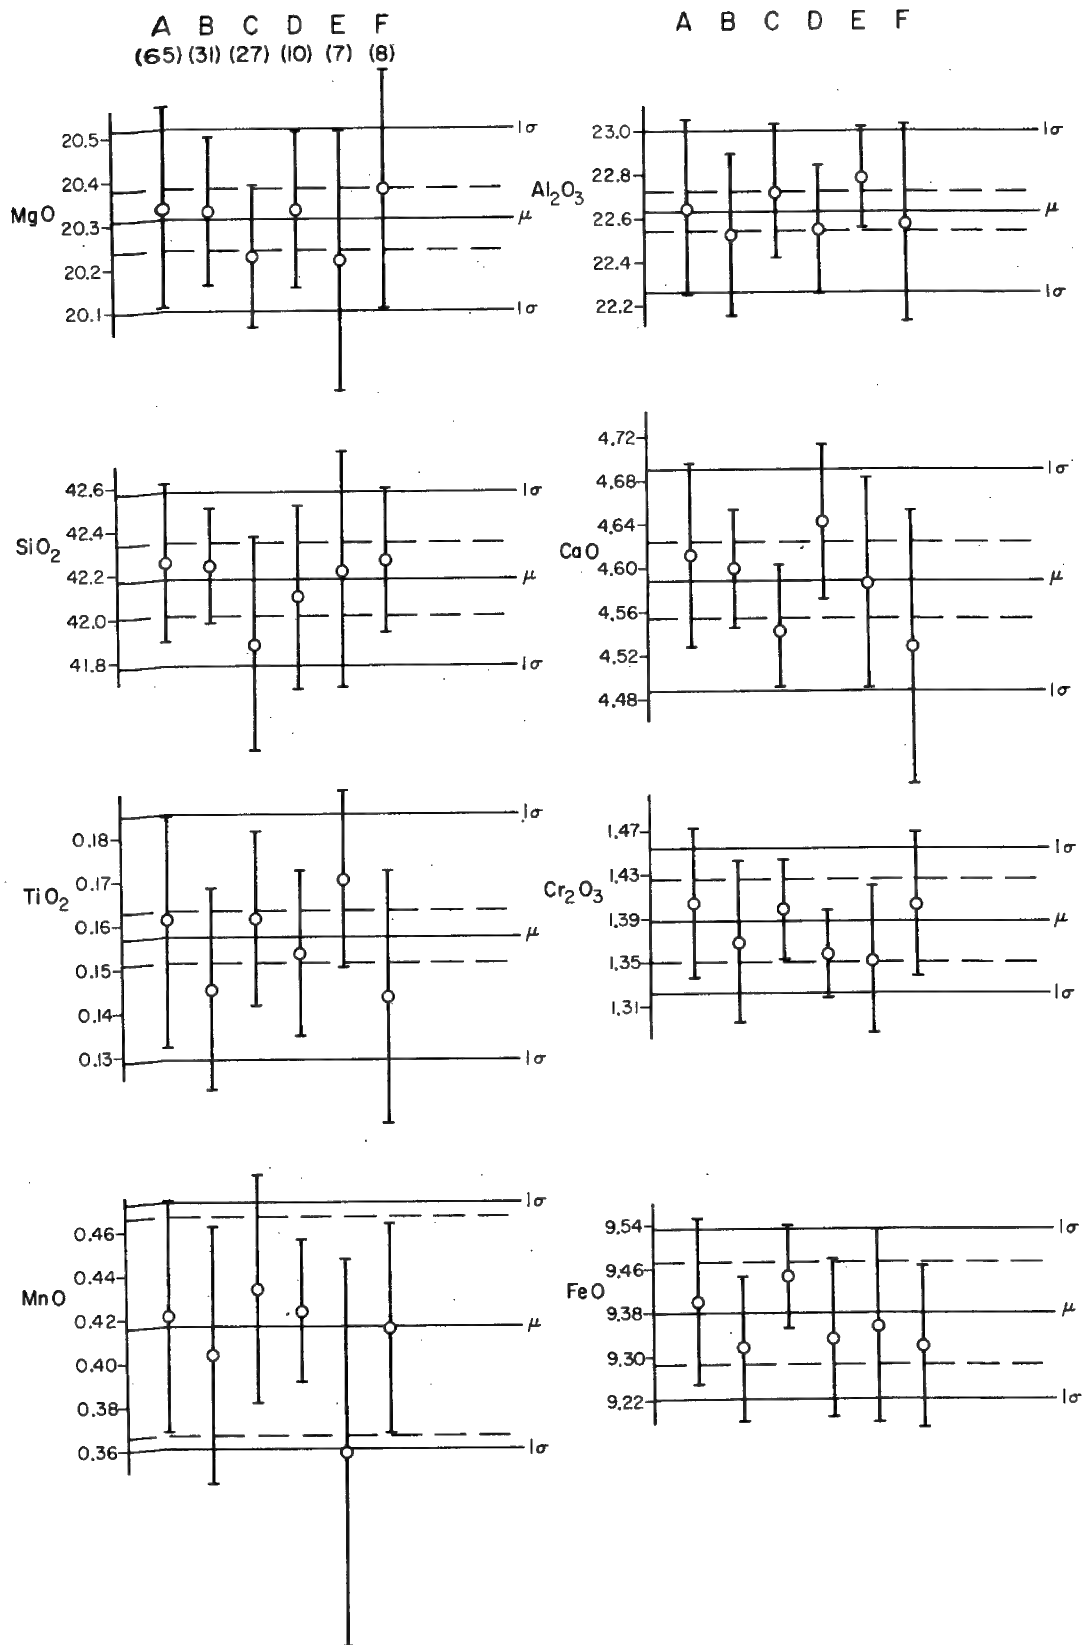 A B C D E F
(65) (31) (27) (10) (7) (8)
A B C D E F
MgO
20.5
20.4
20.3
20.2
20.1
1σ
μ
1σ
Al2O3
23.0
22.8
22.6
22.4
22.2
1σ
μ
1σ
SiO2
42.6
42.4
42.2
42.0
41.8
1σ
μ
1σ
CaO
4.72
4.68
4.64
4.60
4.56
4.52
4.48
1σ
μ
1σ
TiO2
0.18
0.17
0.16
0.15
0.14
0.13
1σ
μ
1σ
Cr2O3
1.47
1.43
1.39
1.35
1.31
1σ
μ
1σ
MnO
0.46
0.44
0.42
0.40
0.38
0.36
1σ
μ
1σ
FeO
9.54
9.46
9.38
9.30
9.22
1σ
μ
1σ